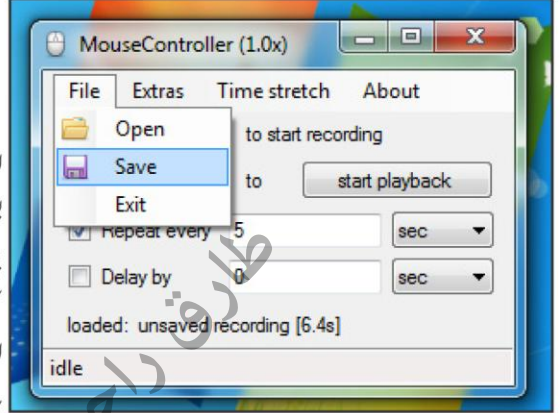 MouseController (1.0x)
File Extras Time stretch About
Open
to start recording
Save
to start playback
Exit
Repeat every 5 sec
Delay by 0 sec
loaded: unsaved recording [6.4s]
idle
طارق